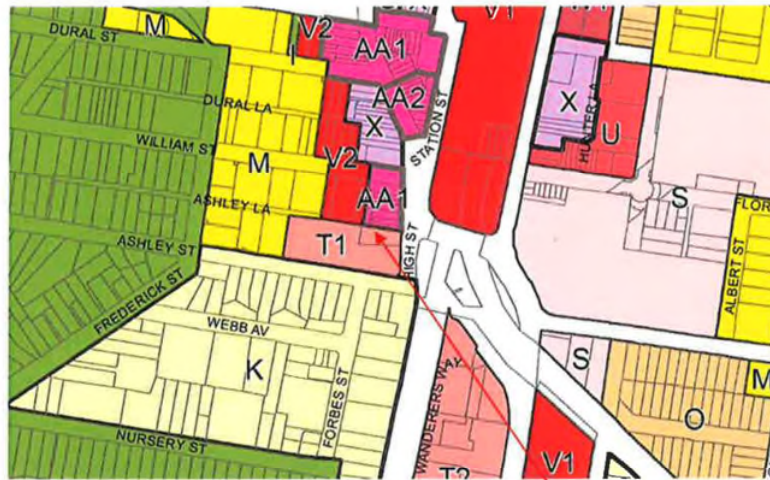 DURAL ST
M
V2
I
AA1
V1
DURAL LA
AA2
X
STATION ST
X
HUNTER LA
U
WILLIAM ST
M
V2
ASHLEY LA
AA1
S
ASHLEY ST
T1
HIGH ST
ALBERT ST
FREDERICK ST
WEBB AV
K
FORBES ST
WANDERERS WAY
S
M
O
NURSERY ST
T2
V1